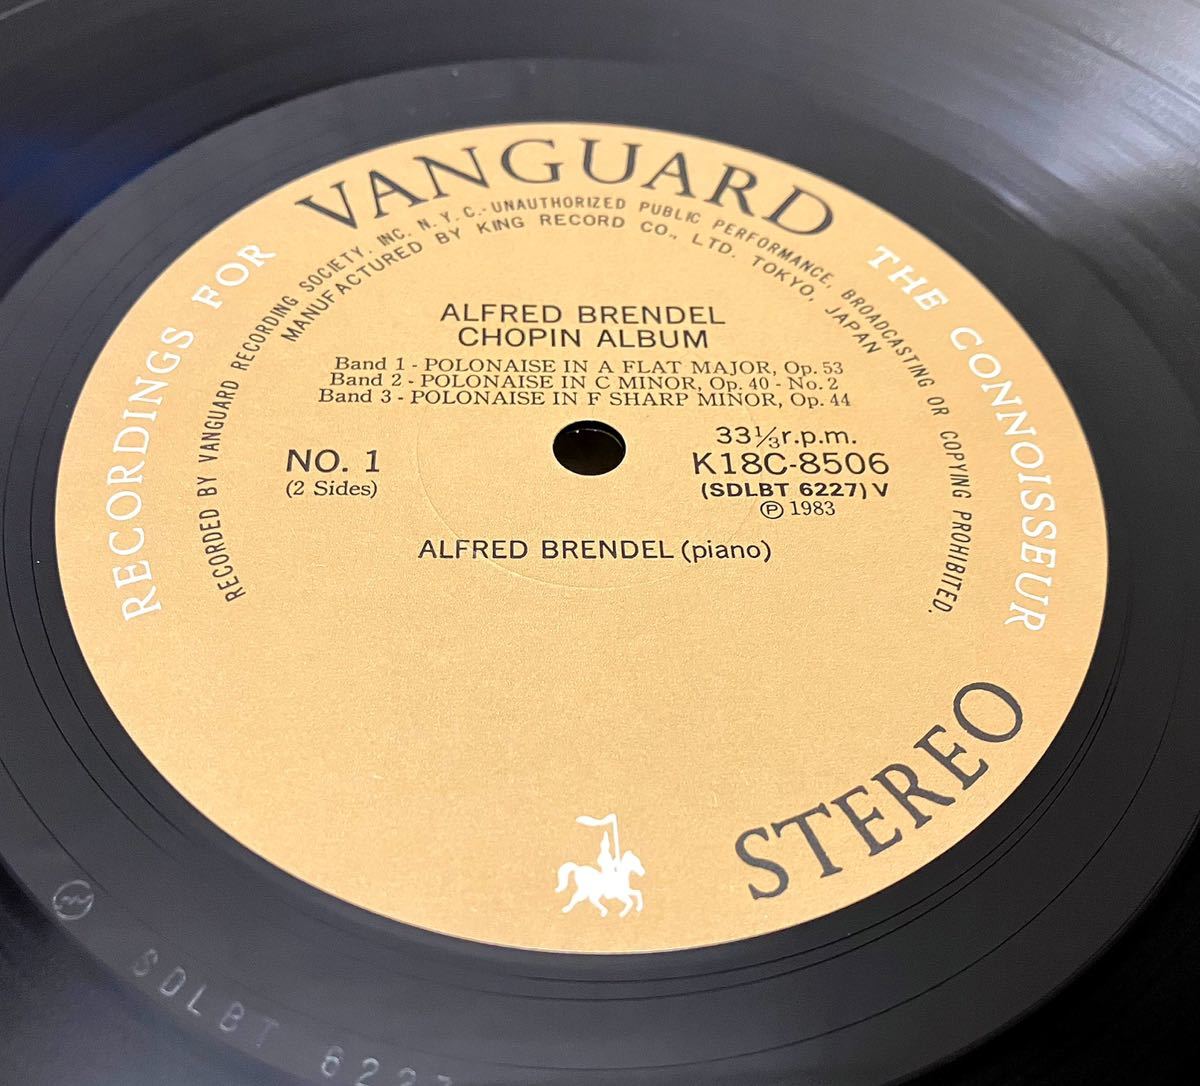 VANGUARD
RECORDINGS FOR THE CONNOISSEUR
RECORDED BY VANGUARD RECORDING SOCIETY, INC. N.Y.C.-UNAUTHORIZED PUBLIC PERFORMANCE, BROADCASTING OR COPYING PROHIBITED.
MANUFACTURED BY KING RECORD CO., LTD. TOKYO, JAPAN
ALFRED BRENDEL
CHOPIN ALBUM
Band 1 - POLONAISE IN A FLAT MAJOR, Op. 53
Band 2 - POLONAISE IN C MINOR, Op. 40 - No. 2
Band 3 - POLONAISE IN F SHARP MINOR, Op. 44
NO. 1
(2 Sides)
33⅓r.p.m.
K18C-8506
(SDLBT 6227) V
Ⓟ 1983
ALFRED BRENDEL (piano)
STEREO
SDLBT 6227